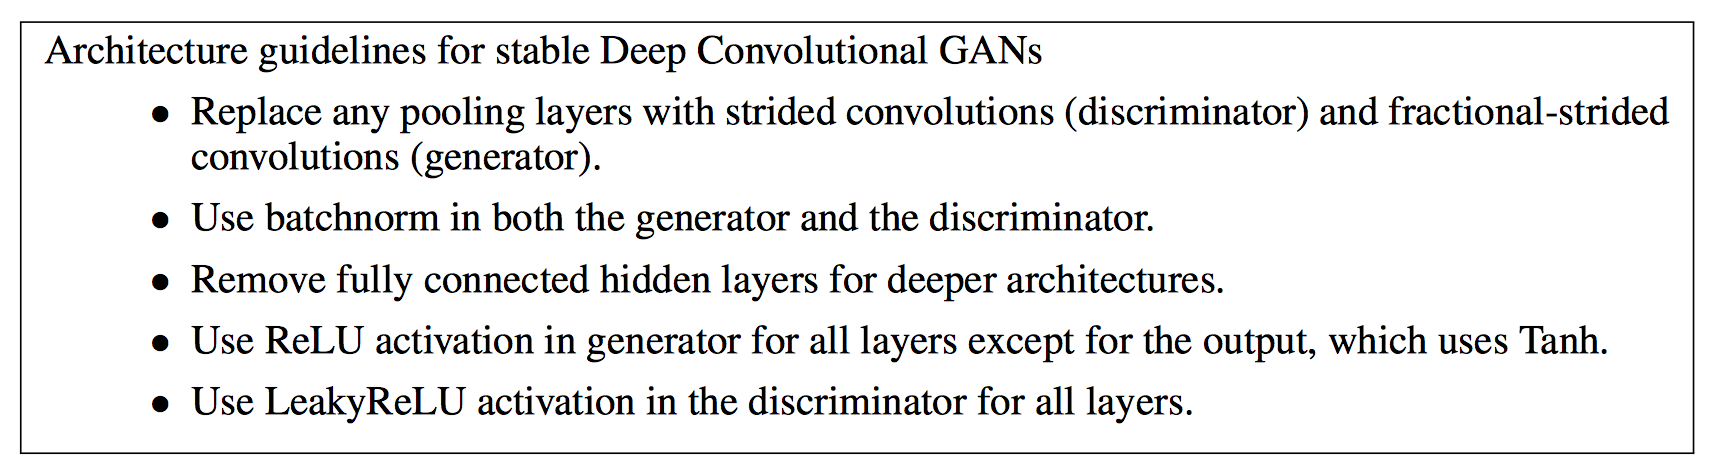 Architecture guidelines for stable Deep Convolutional GANs
• Replace any pooling layers with strided convolutions (discriminator) and fractional-strided
convolutions (generator).
• Use batchnorm in both the generator and the discriminator.
• Remove fully connected hidden layers for deeper architectures.
• Use ReLU activation in generator for all layers except for the output, which uses Tanh.
• Use LeakyReLU activation in the discriminator for all layers.